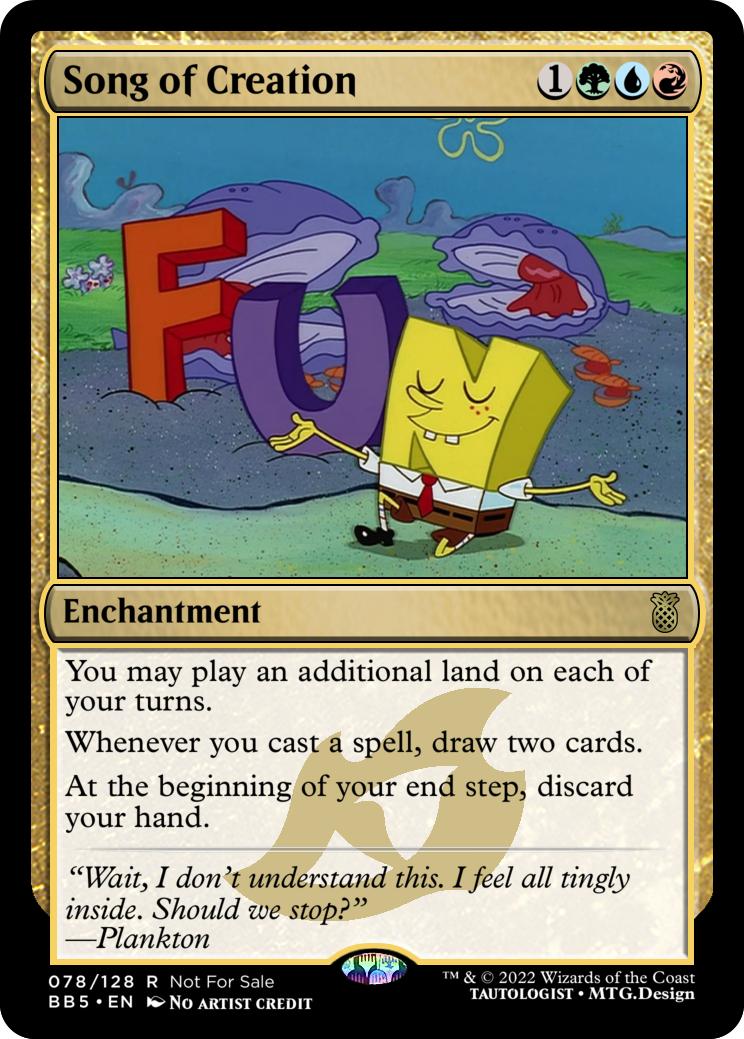 Song of Creation 1
FUN
Enchantment
You may play an additional land on each of
your turns.
Whenever you cast a spell, draw two cards.
At the beginning of your end step, discard
your hand.
“Wait, I don’t understand this. I feel all tingly
inside. Should we stop?”
—Plankton
078/128 R Not For Sale
BB5 • EN No artist credit
™ & © 2022 Wizards of the Coast
TAUTOLOGIST • MTG.Design